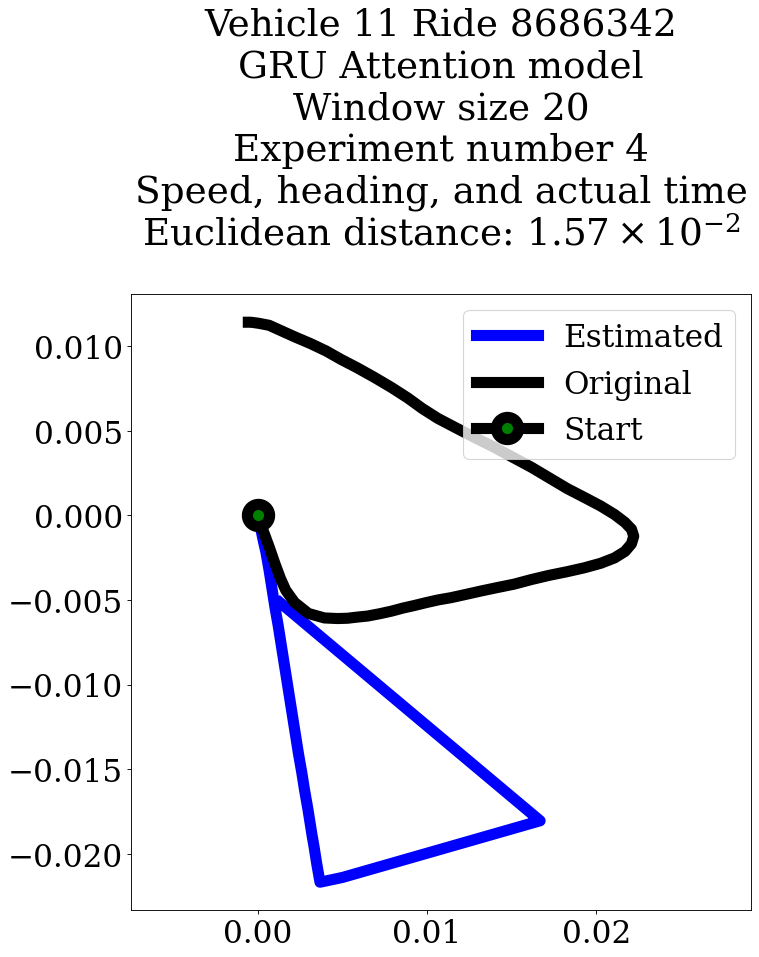 Vehicle 11 Ride 8686342
GRU Attention model
Window size 20
Experiment number 4
Speed, heading, and actual time
Euclidean distance: 1.57 × 10⁻²
Estimated
Original
Start
0.010
0.005
0.000
−0.005
−0.010
−0.015
−0.020
0.00 0.01 0.02